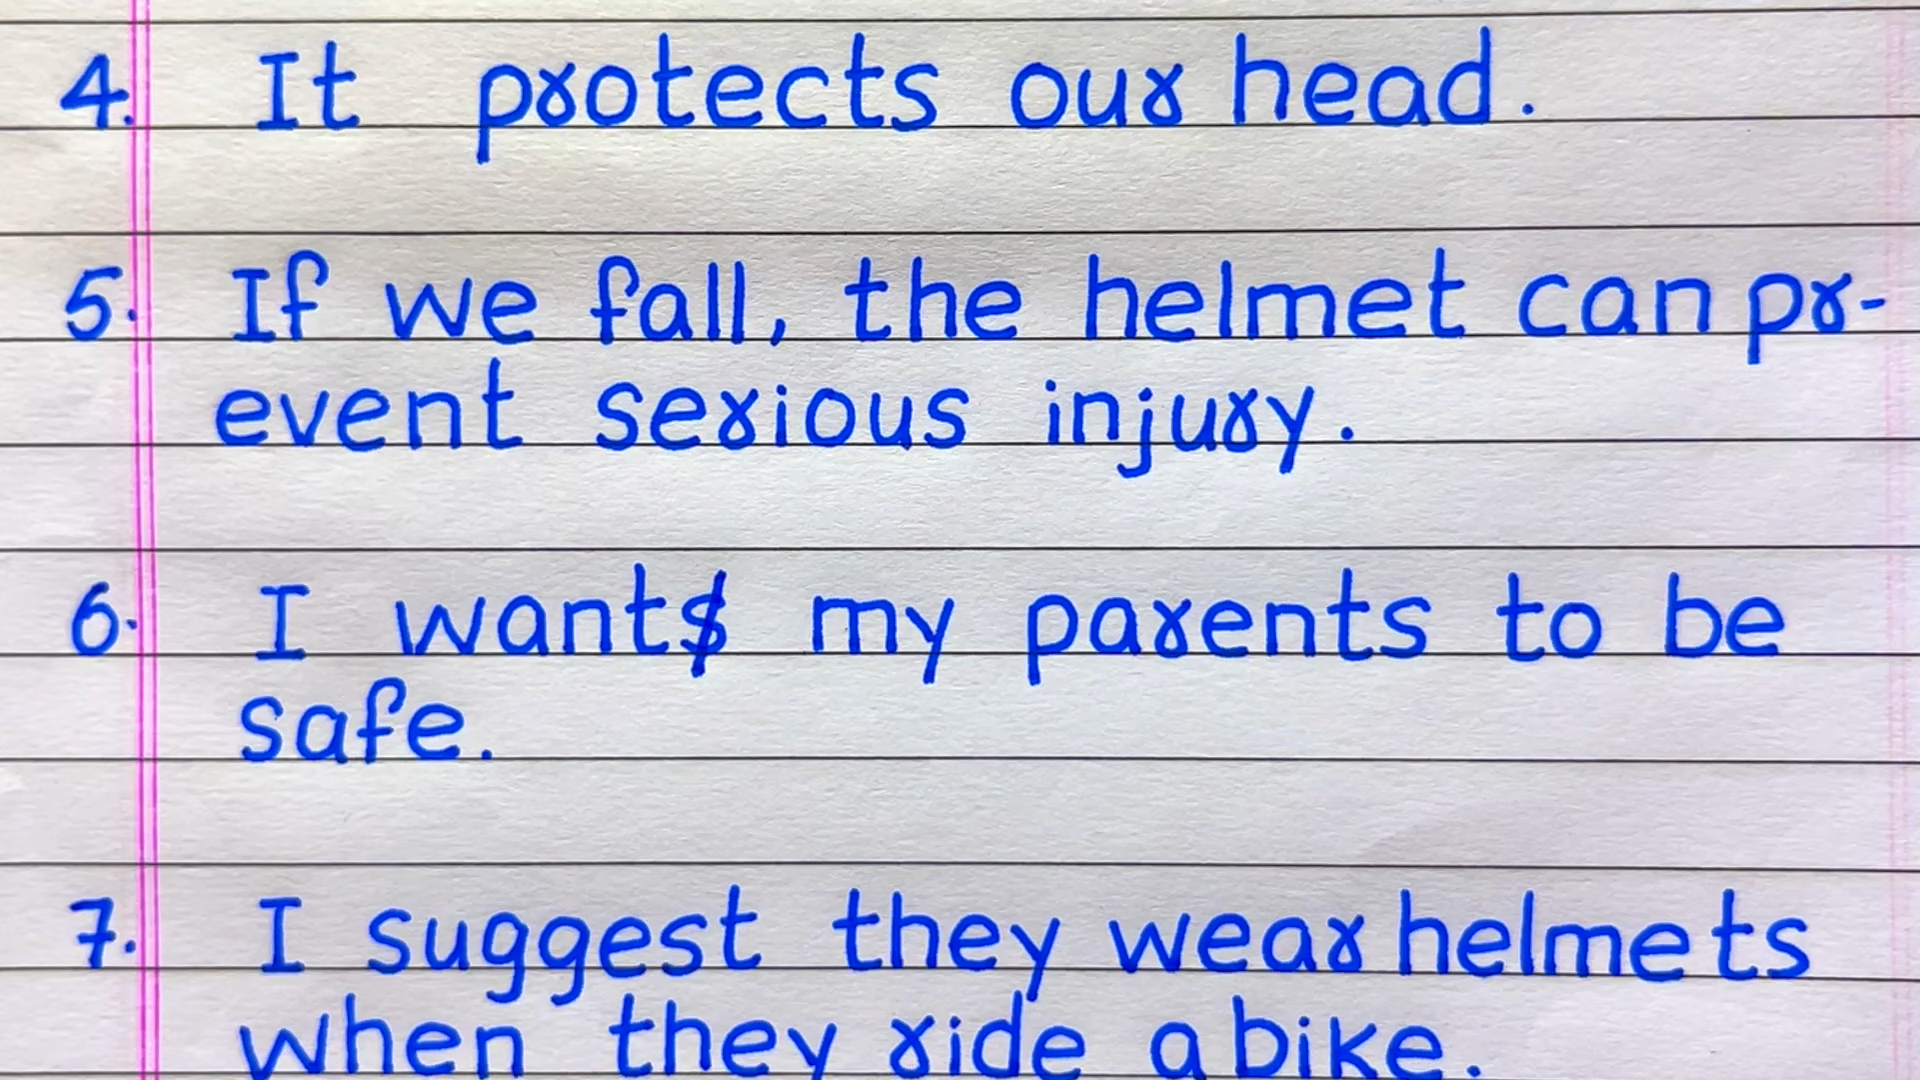 4. It protects our head.
5. If we fall, the helmet can pr-
event serious injury.
6. I want my parents to be
safe.
7. I suggest they wear helmets
when they ride a bike.